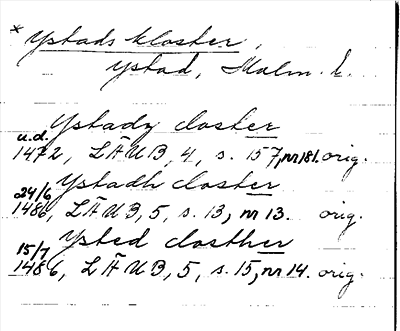 * Ystads kloster,
Ystad, Malm. l.
Ystadz closter
u.d.
1472, LÄUB, 4, s. 157, nr 181. orig.
Ystadh closter
24/6
1486, LÄUB, 5, s. 13, nr 13. orig.
Ysted closther
15/7
1486, LÄUB, 5, s. 15, nr 14. orig.